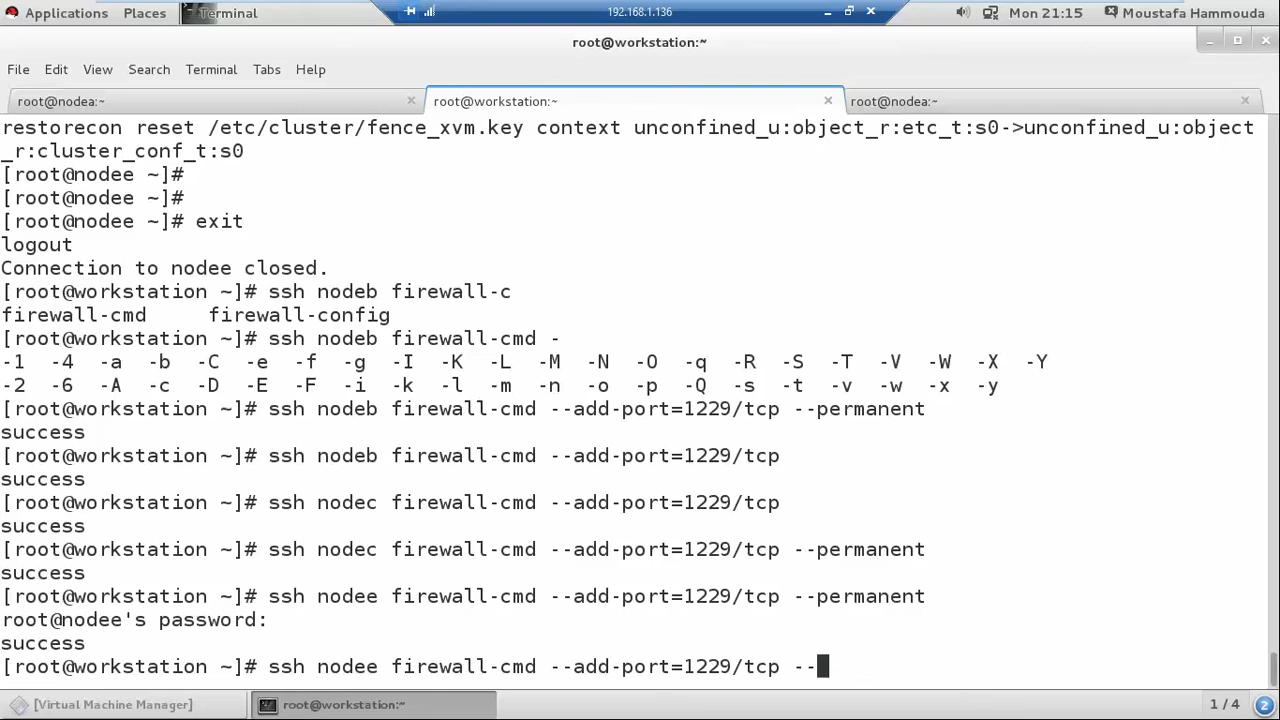 Applications Places Terminal 192.168.1.136 Mon 21:15 Moustafa Hammouda
root@workstation:~
File Edit View Search Terminal Tabs Help
root@nodea:~ root@workstation:~ root@nodea:~
restorecon reset /etc/cluster/fence_xvm.key context unconfined_u:object_r:etc_t:s0->unconfined_u:object
_r:cluster_conf_t:s0
[root@nodee ~]#
[root@nodee ~]#
[root@nodee ~]# exit
logout
Connection to nodee closed.
[root@workstation ~]# ssh nodeb firewall-c
firewall-cmd firewall-config
[root@workstation ~]# ssh nodeb firewall-cmd -
-1 -4 -a -b -C -e -f -g -I -K -L -M -N -O -q -R -S -T -V -W -X -Y
-2 -6 -A -c -D -E -F -i -k -l -m -n -o -p -Q -s -t -v -w -x -y
[root@workstation ~]# ssh nodeb firewall-cmd --add-port=1229/tcp --permanent
success
[root@workstation ~]# ssh nodeb firewall-cmd --add-port=1229/tcp
success
[root@workstation ~]# ssh nodec firewall-cmd --add-port=1229/tcp
success
[root@workstation ~]# ssh nodec firewall-cmd --add-port=1229/tcp --permanent
success
[root@workstation ~]# ssh nodee firewall-cmd --add-port=1229/tcp --permanent
root@nodee's password:
success
[root@workstation ~]# ssh nodee firewall-cmd --add-port=1229/tcp --
[Virtual Machine Manager] root@workstation:~ 1 / 4 2